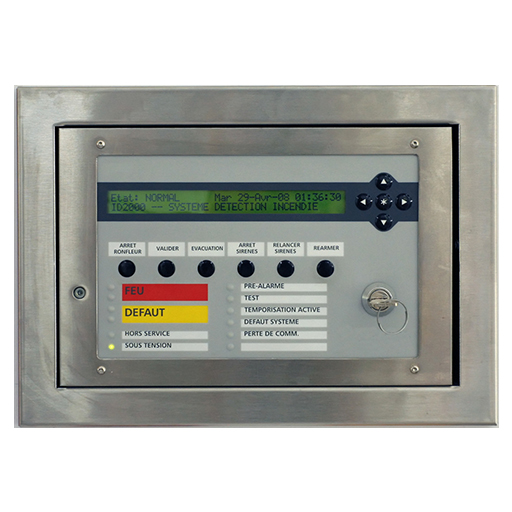 Etat: NORMAL Mar 29-Avr-08 01:36:30
ID2000 -- SYSTEME DETECTION INCENDIE
ARRET RONFLEUR
VALIDER
EVACUATION
ARRET SIRENES
RELANCER SIRENES
REARMER
FEU
DEFAUT
HORS SERVICE
SOUS TENSION
PRE-ALARME
TEST
TEMPORISATION ACTIVE
DEFAUT SYSTEME
PERTE DE COMM.